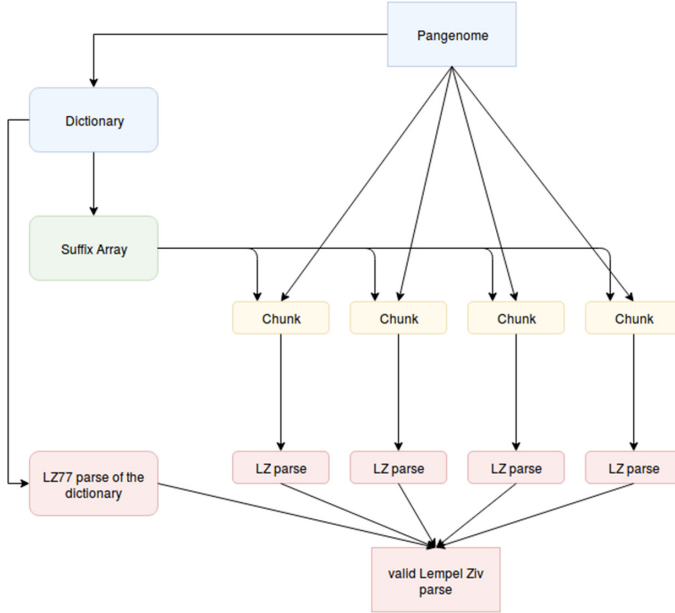 Pangenome
Dictionary
Suffix Array
Chunk
Chunk
Chunk
Chunk
LZ77 parse of the
dictionary
LZ parse
LZ parse
LZ parse
LZ parse
valid Lempel Ziv
parse